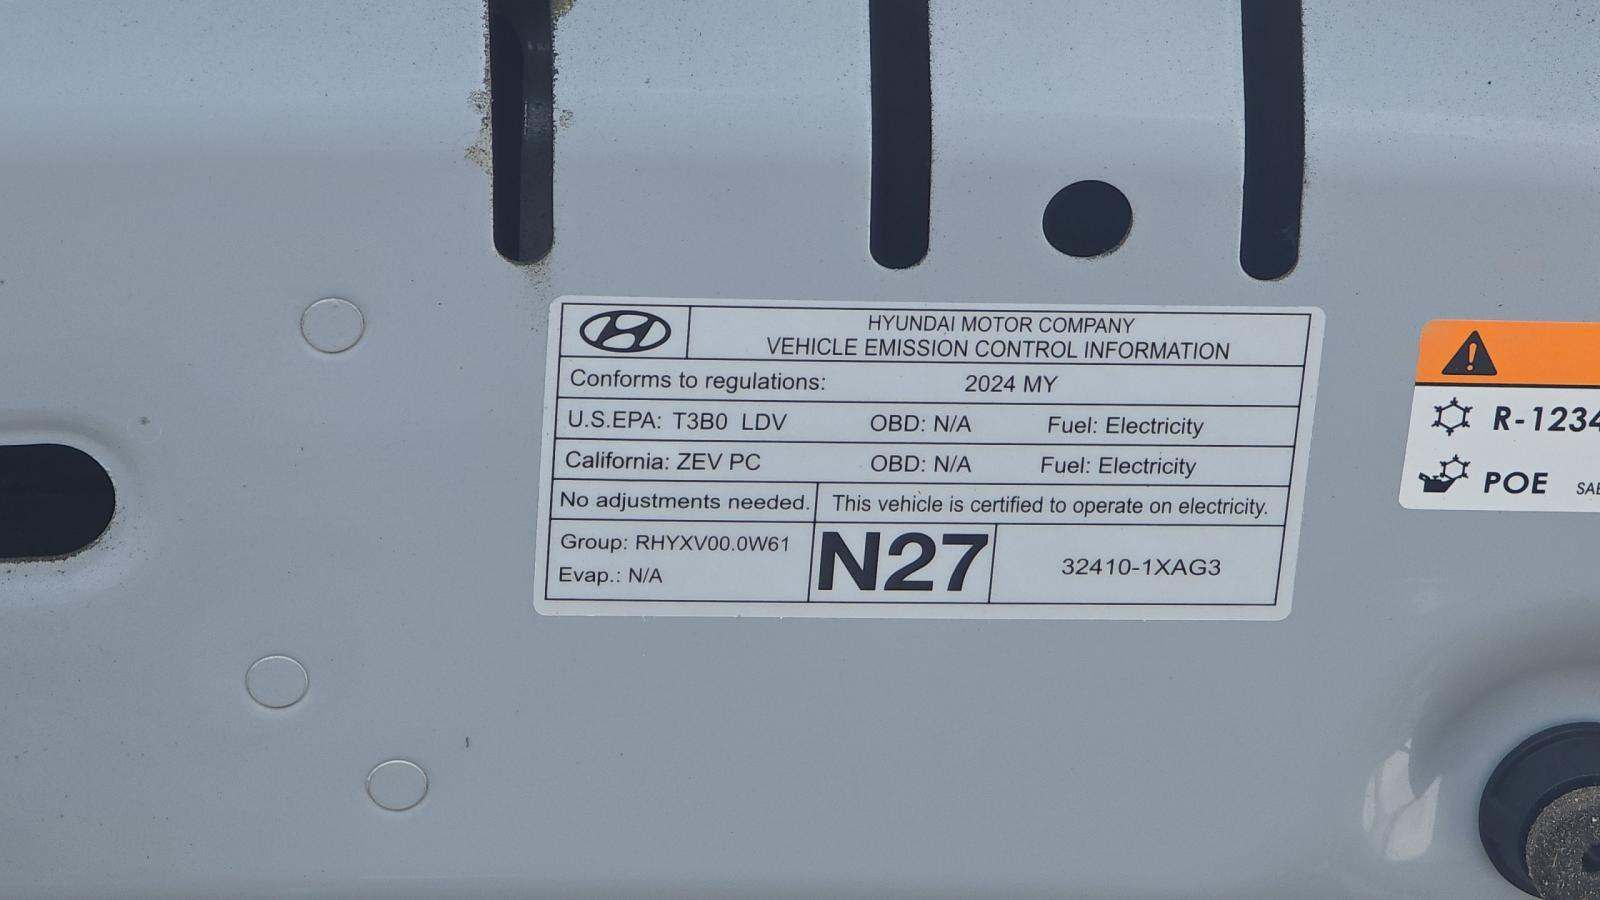 HYUNDAI MOTOR COMPANY
VEHICLE EMISSION CONTROL INFORMATION
Conforms to regulations: 2024 MY
U.S.EPA: T3B0 LDV OBD: N/A Fuel: Electricity
California: ZEV PC OBD: N/A Fuel: Electricity
No adjustments needed. This vehicle is certified to operate on electricity.
Group: RHYXV00.0W61
Evap.: N/A
N27
32410-1XAG3
R-1234
POE